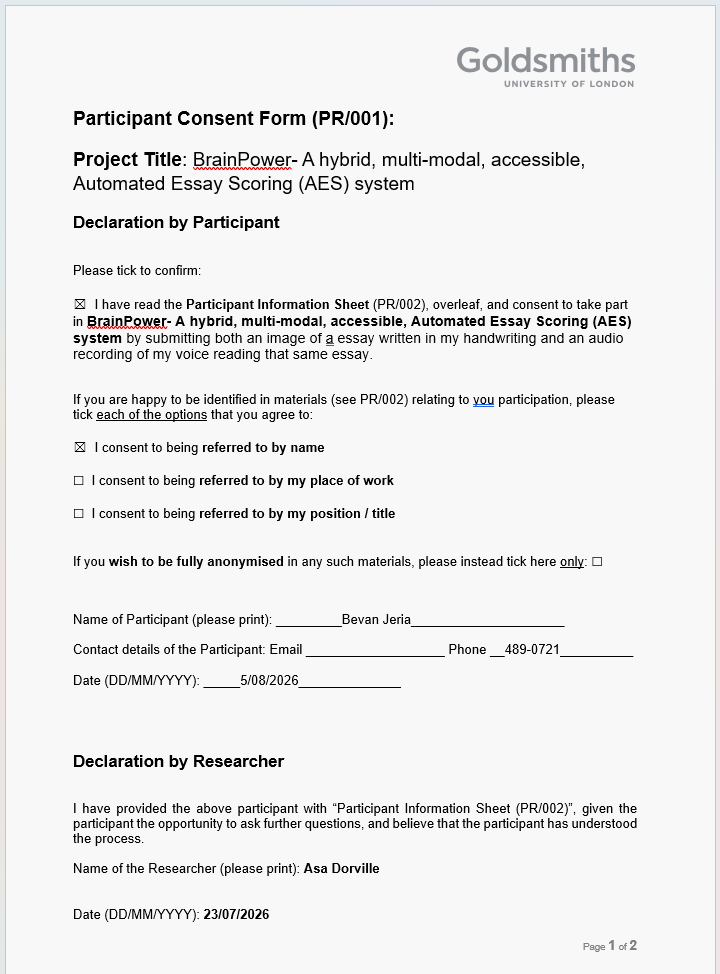 Goldsmiths
UNIVERSITY OF LONDON
Participant Consent Form (PR/001):
Project Title: BrainPower- A hybrid, multi-modal, accessible,
Automated Essay Scoring (AES) system
Declaration by Participant
Please tick to confirm:
☒ I have read the Participant Information Sheet (PR/002), overleaf, and consent to take part
in BrainPower- A hybrid, multi-modal, accessible, Automated Essay Scoring (AES)
system by submitting both an image of a essay written in my handwriting and an audio
recording of my voice reading that same essay.
If you are happy to be identified in materials (see PR/002) relating to you participation, please
tick each of the options that you agree to:
☒ I consent to being referred to by name
☐ I consent to being referred to by my place of work
☐ I consent to being referred to by my position / title
If you wish to be fully anonymised in any such materials, please instead tick here only: ☐
Name of Participant (please print): __________Bevan Jeria_______________________
Contact details of the Participant: Email _____________________ Phone __489-0721___________
Date (DD/MM/YYYY): ______5/08/2026_______________
Declaration by Researcher
I have provided the above participant with “Participant Information Sheet (PR/002)”, given the
participant the opportunity to ask further questions, and believe that the participant has understood
the process.
Name of the Researcher (please print): Asa Dorville
Date (DD/MM/YYYY): 23/07/2026
Page 1 of 2